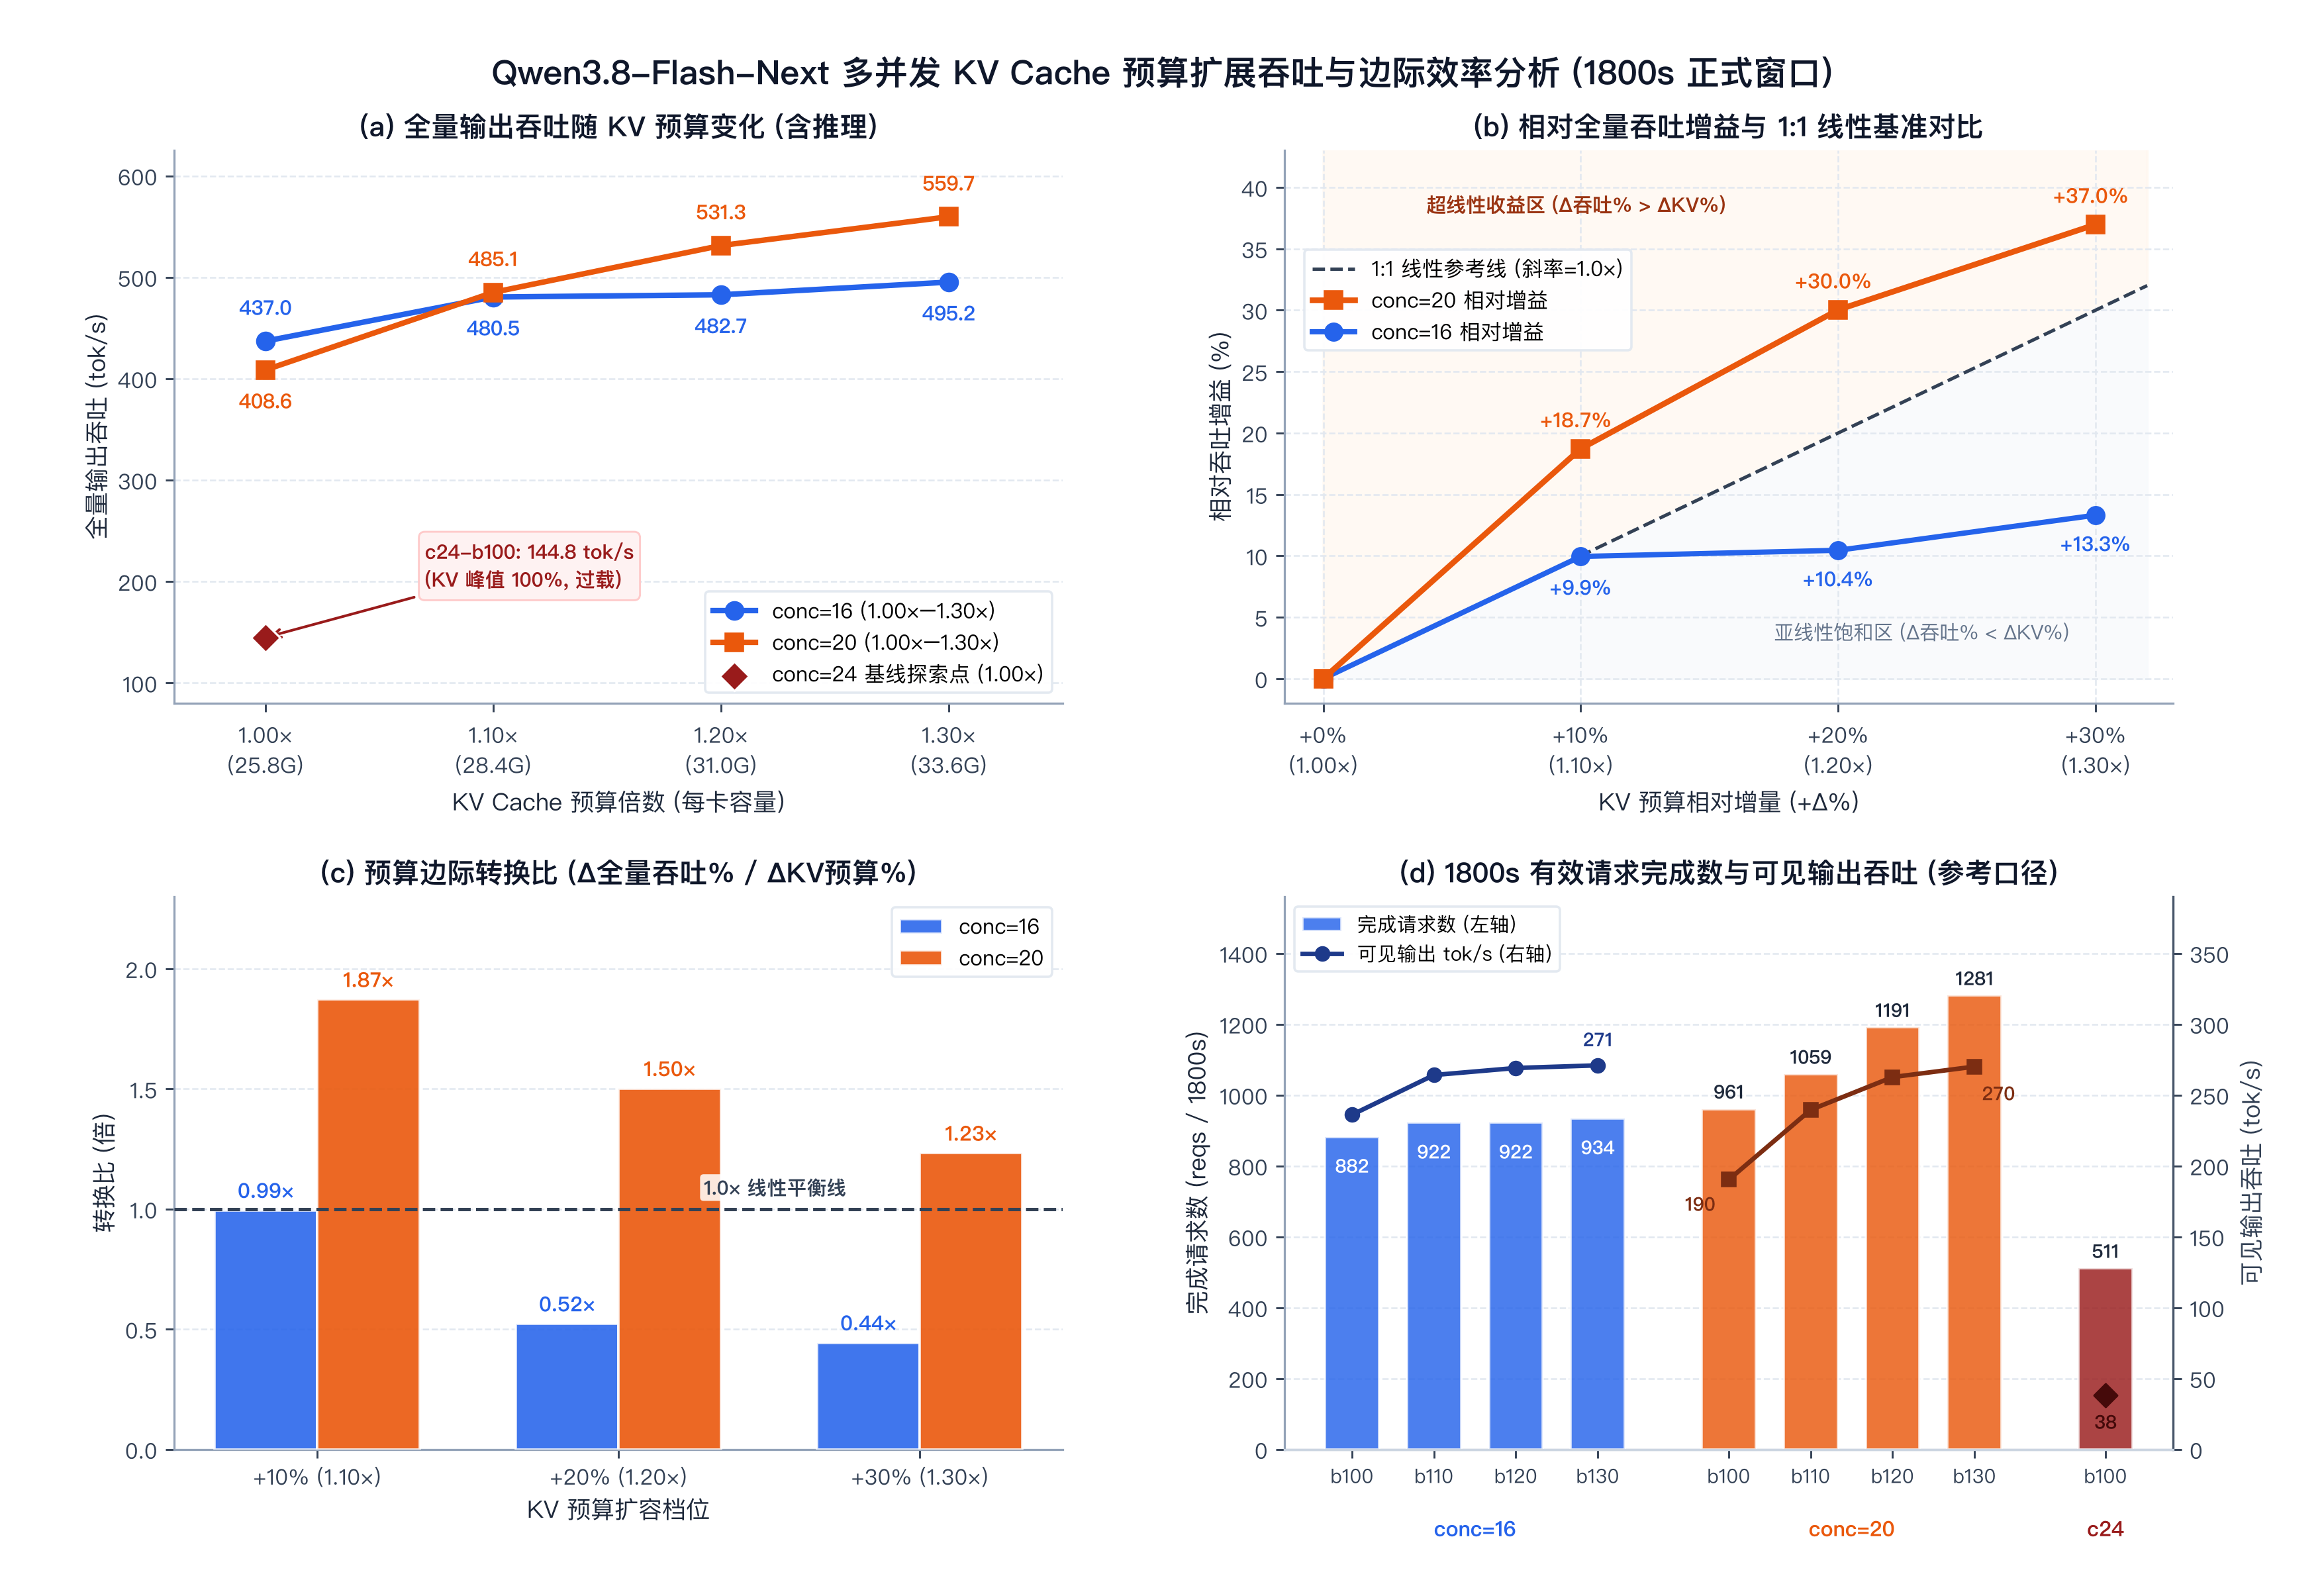 Qwen3.8-Flash-Next 多并发 KV Cache 预算扩展吞吐与边际效率分析 (1800s 正式窗口)
(a) 全量输出吞吐随 KV 预算变化 (含推理)
全量输出吞吐 (tok/s)
600
500
400
300
200
100
437.0
408.6
485.1
480.5
531.3
482.7
559.7
495.2
c24-b100: 144.8 tok/s
(KV 峰值 100%, 过载)
conc=16 (1.00×—1.30×)
conc=20 (1.00×—1.30×)
conc=24 基线探索点 (1.00×)
1.00×
(25.8G)
1.10×
(28.4G)
1.20×
(31.0G)
1.30×
(33.6G)
KV Cache 预算倍数 (每卡容量)
(b) 相对全量吞吐增益与 1:1 线性基准对比
相对吞吐增益 (%)
40
35
30
25
20
15
10
5
0
超线性收益区 (Δ吞吐% > ΔKV%)
1:1 线性参考线 (斜率=1.0×)
conc=20 相对增益
conc=16 相对增益
+18.7%
+30.0%
+37.0%
+9.9%
+10.4%
+13.3%
亚线性饱和区 (Δ吞吐% < ΔKV%)
+0%
(1.00×)
+10%
(1.10×)
+20%
(1.20×)
+30%
(1.30×)
KV 预算相对增量 (+Δ%)
(c) 预算边际转换比 (Δ全量吞吐% / ΔKV预算%)
转换比 (倍)
2.0
1.5
1.0
0.5
0.0
conc=16
conc=20
0.99×
1.87×
0.52×
1.50×
0.44×
1.23×
1.0× 线性平衡线
+10% (1.10×)
+20% (1.20×)
+30% (1.30×)
KV 预算扩容档位
(d) 1800s 有效请求完成数与可见输出吞吐 (参考口径)
完成请求数 (reqs / 1800s)
1400
1200
1000
800
600
400
200
0
完成请求数 (左轴)
可见输出 tok/s (右轴)
882
922
922
934
271
961
1059
1191
1281
190
270
511
38
350
300
250
200
150
100
50
0
可见输出吞吐 (tok/s)
b100
b110
b120
b130
b100
b110
b120
b130
b100
conc=16
conc=20
c24